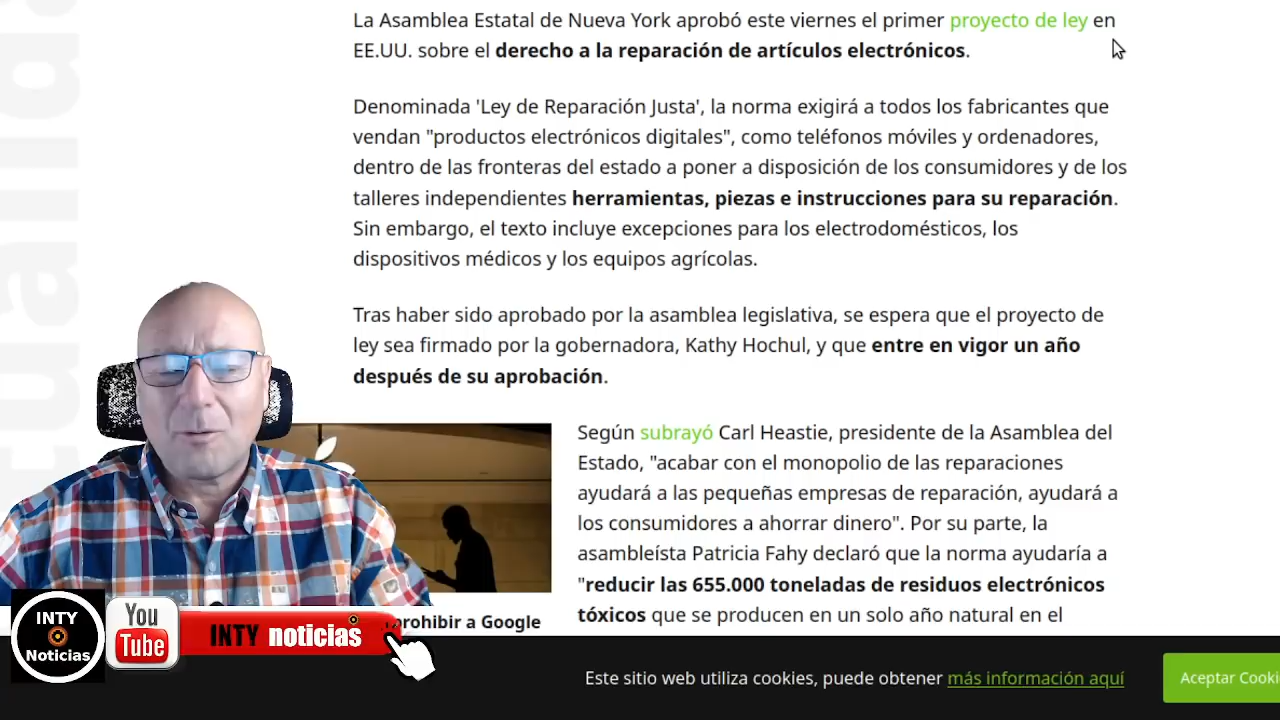 La Asamblea Estatal de Nueva York aprobó este viernes el primer proyecto de ley en
EE.UU. sobre el derecho a la reparación de artículos electrónicos.
Denominada 'Ley de Reparación Justa', la norma exigirá a todos los fabricantes que
vendan "productos electrónicos digitales", como teléfonos móviles y ordenadores,
dentro de las fronteras del estado a poner a disposición de los consumidores y de los
talleres independientes herramientas, piezas e instrucciones para su reparación.
Sin embargo, el texto incluye excepciones para los electrodomésticos, los
dispositivos médicos y los equipos agrícolas.
Tras haber sido aprobado por la asamblea legislativa, se espera que el proyecto de
ley sea firmado por la gobernadora, Kathy Hochul, y que entre en vigor un año
después de su aprobación.
Según subrayó Carl Heastie, presidente de la Asamblea del
Estado, "acabar con el monopolio de las reparaciones
ayudará a las pequeñas empresas de reparación, ayudará a
los consumidores a ahorrar dinero". Por su parte, la
asambleísta Patricia Fahy declaró que la norma ayudaría a
"reducir las 655.000 toneladas de residuos electrónicos
tóxicos que se producen en un solo año natural en el
prohibir a Google
INTY
Noticias
You
Tube
INTY noticias
Este sitio web utiliza cookies, puede obtener más información aquí
Aceptar Cooki